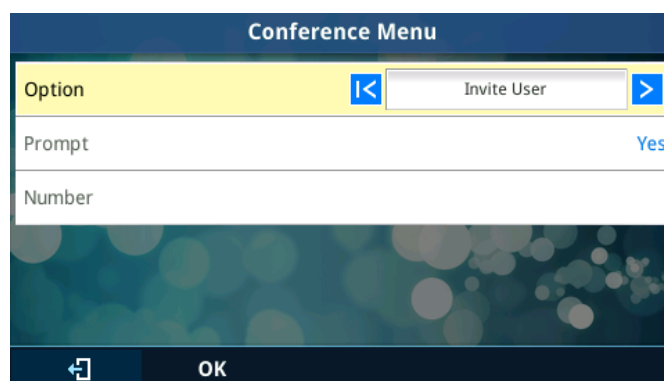 Conference Menu
Option Invite User
Prompt Yes
Number
OK